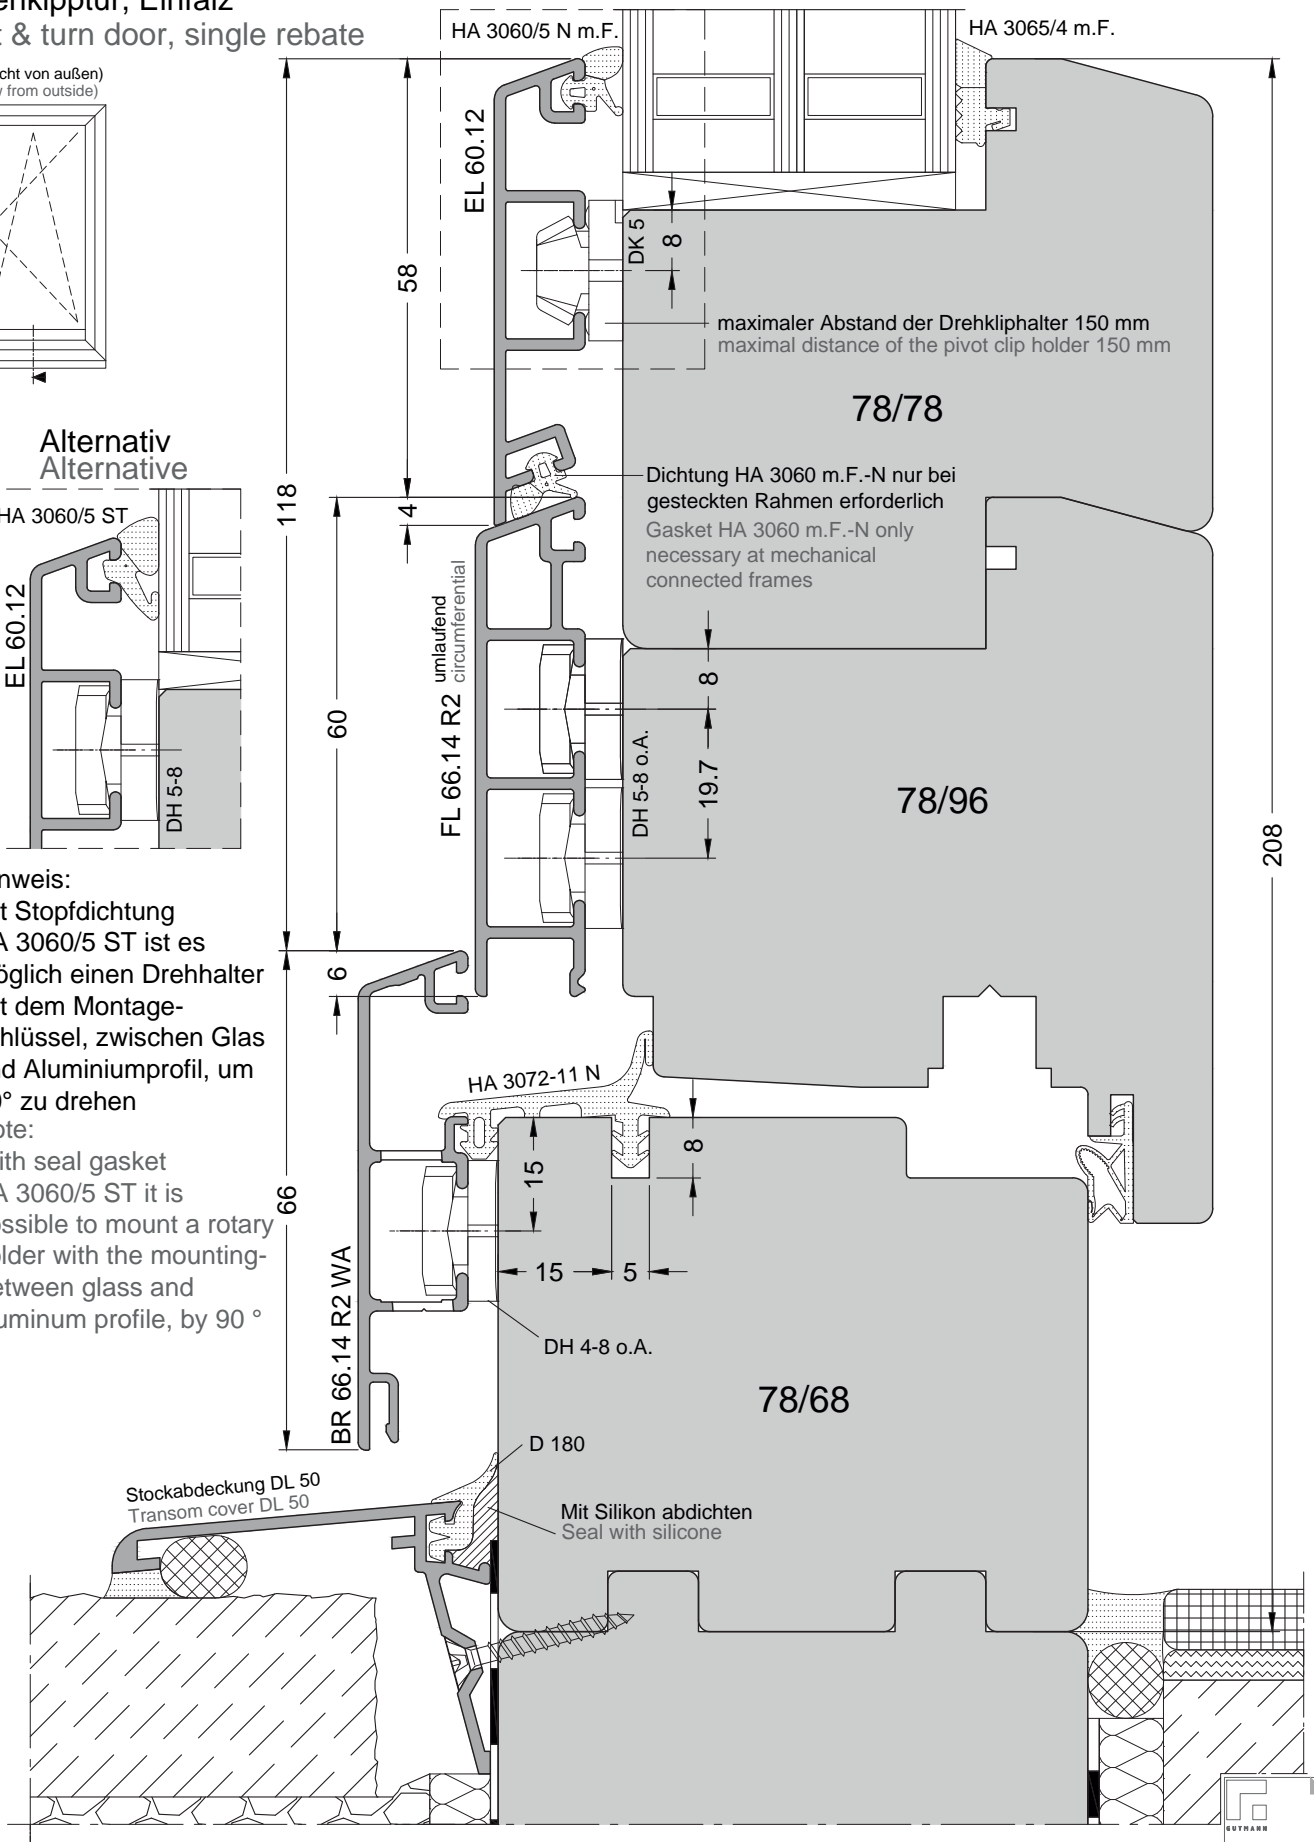 t & turn door, single rebate
cht von außen)
from outside)
HA 3060/5 N m.F.
HA 3065/4 m.F.
EL 60.12
58
DK 5
8
maximaler Abstand der Drehkliphalter 150 mm
maximal distance of the pivot clip holder 150 mm
78/78
Alternativ
Alternative
HA 3060/5 ST
EL 60.12
DH 5-8
118
4
Dichtung HA 3060 m.F.-N nur bei
gesteckten Rahmen erforderlich
Gasket HA 3060 m.F.-N only
necessary at mechanical
connected frames
60
FL 66.14 R2
umlaufend
circumferential
DH 5-8 o.A.
8
19.7
78/96
208
nweis:
t Stopfdichtung
A 3060/5 ST ist es
öglich einen Drehhalter
t dem Montage-
hlüssel, zwischen Glas
nd Aluminiumprofil, um
0° zu drehen
ote:
ith seal gasket
A 3060/5 ST it is
ossible to mount a rotary
older with the mounting-
etween glass and
uminum profile, by 90 °
6
66
HA 3072-11 N
15
8
15
5
BR 66.14 R2 WA
DH 4-8 o.A.
78/68
D 180
Stockabdeckung DL 50
Transom cover DL 50
Mit Silikon abdichten
Seal with silicone
GUTMANN